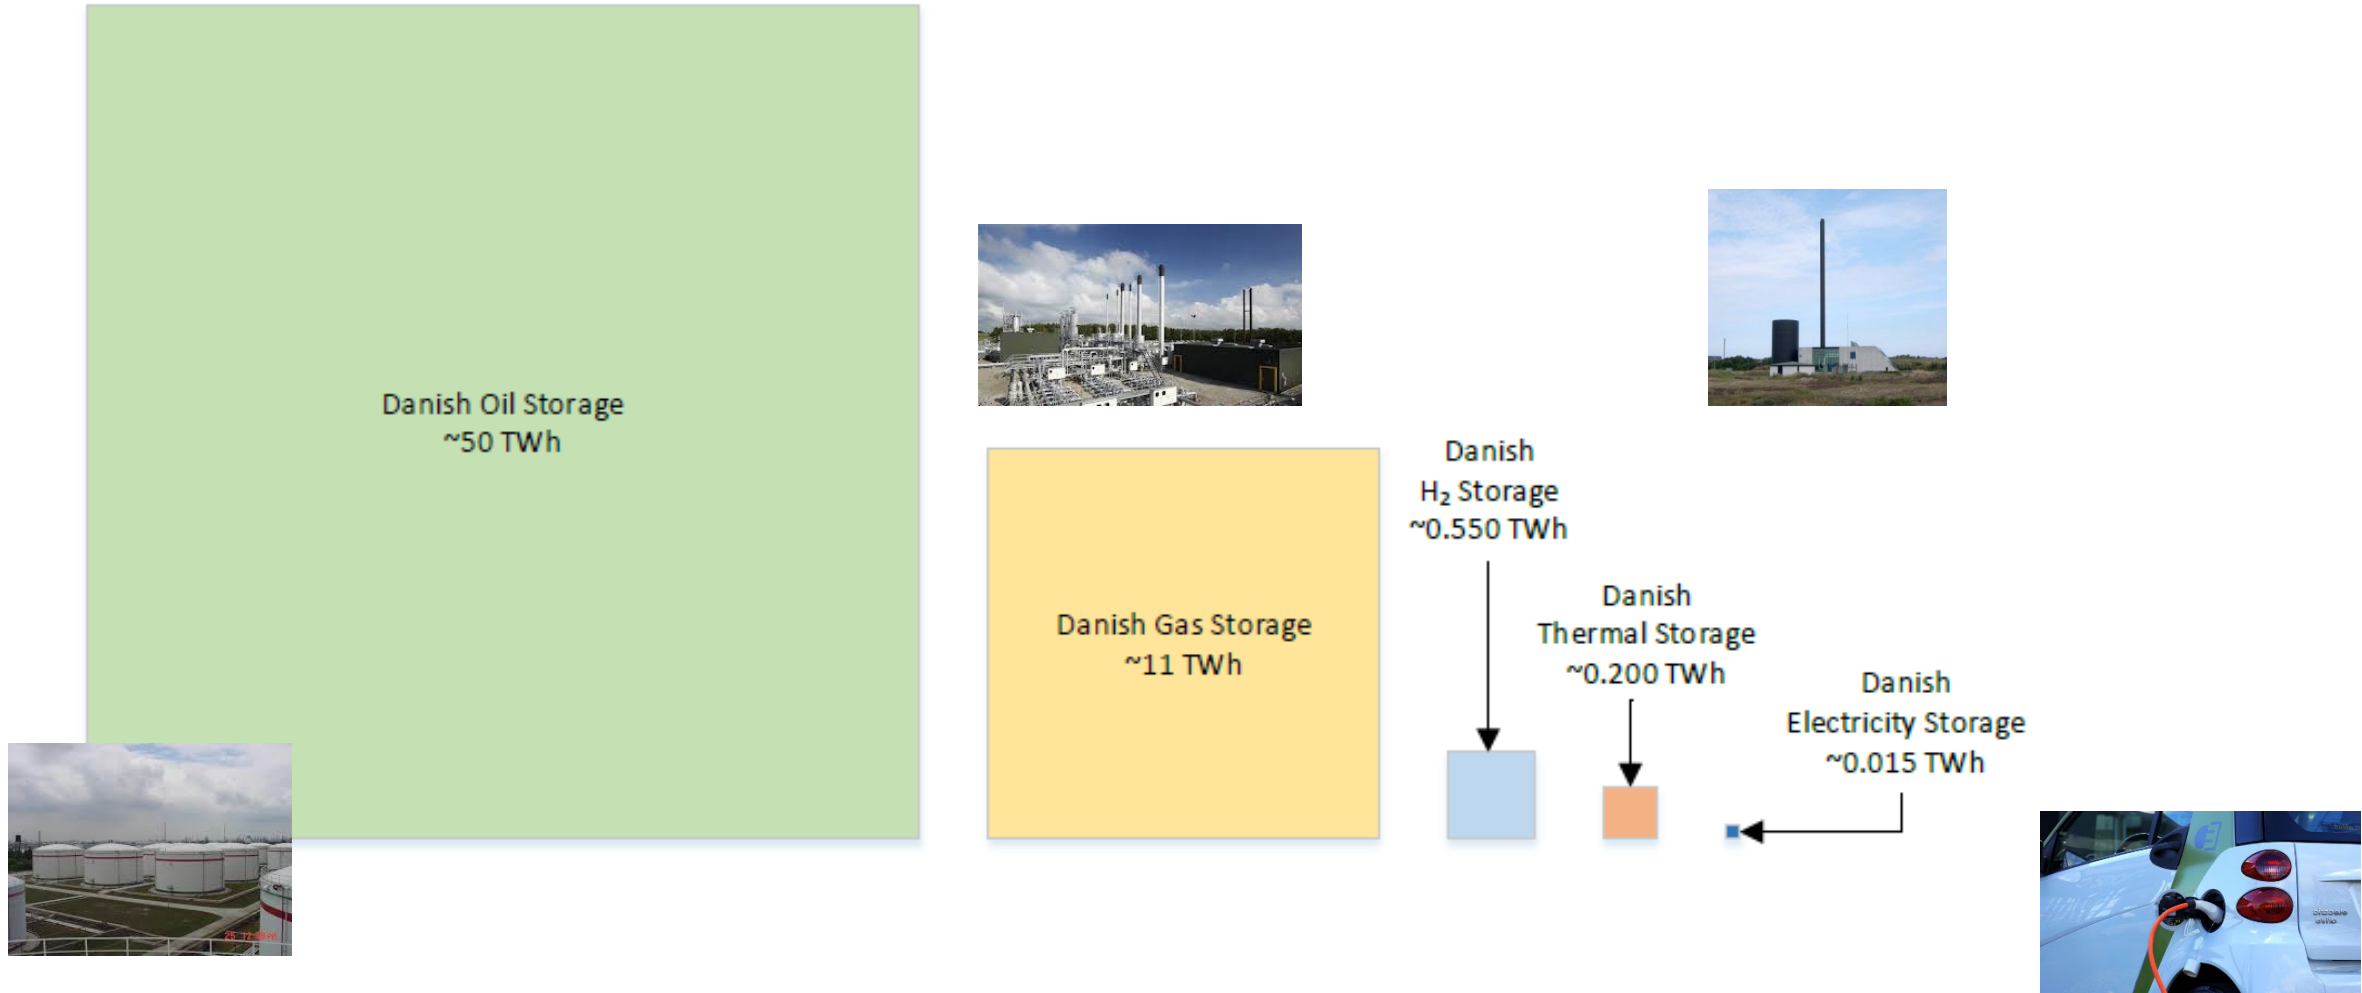 Danish Oil Storage
~50 TWh
Danish Gas Storage
~11 TWh
Danish
H₂ Storage
~0.550 TWh
Danish
Thermal Storage
~0.200 TWh
Danish
Electricity Storage
~0.015 TWh